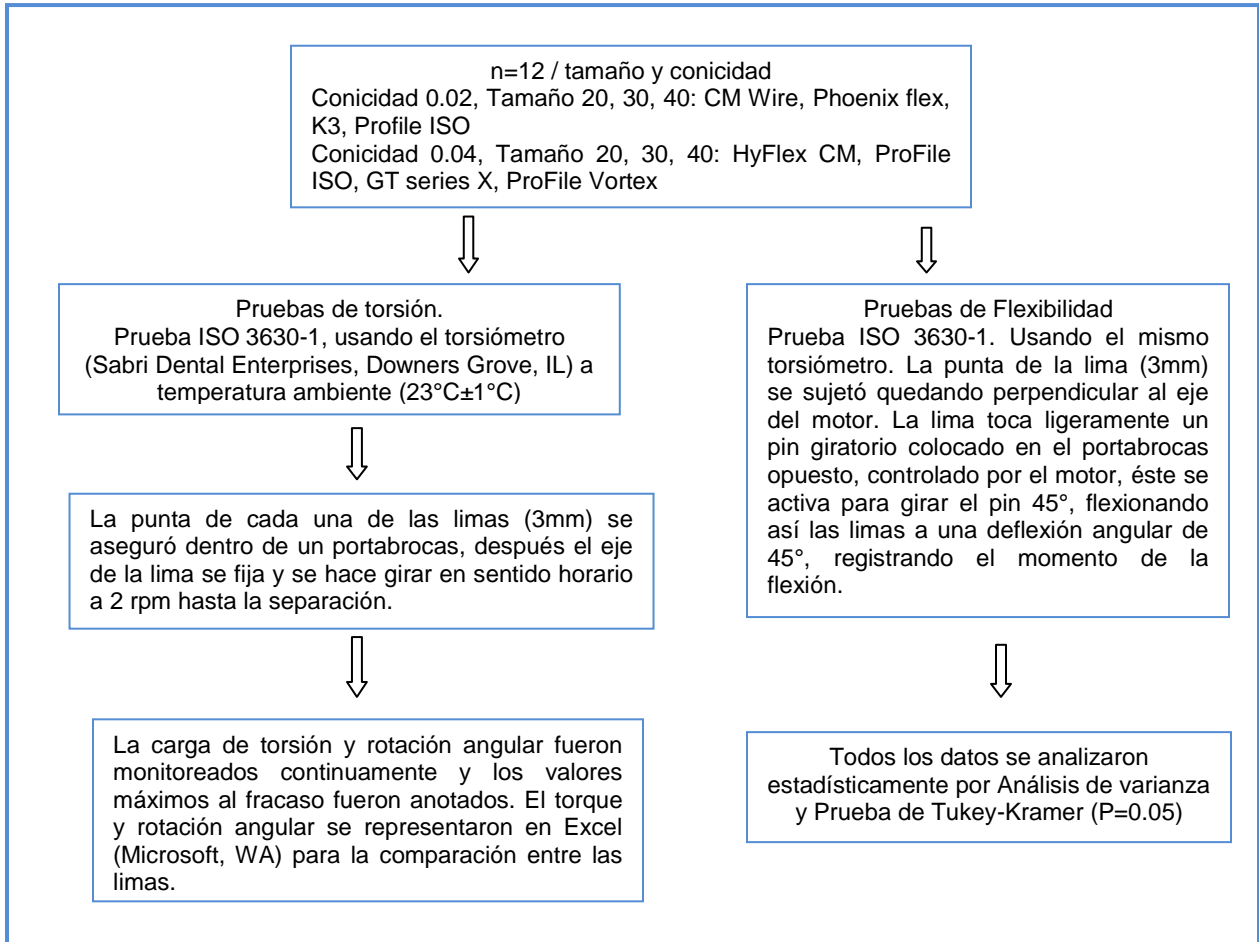 n=12 / tamaño y conicidad
Conicidad 0.02, Tamaño 20, 30, 40: CM Wire, Phoenix flex,
K3, Profile ISO
Conicidad 0.04, Tamaño 20, 30, 40: HyFlex CM, ProFile
ISO, GT series X, ProFile Vortex
Pruebas de torsión.
Prueba ISO 3630-1, usando el torsiómetro
(Sabri Dental Enterprises, Downers Grove, IL) a
temperatura ambiente (23°C±1°C)
La punta de cada una de las limas (3mm) se
aseguró dentro de un portabrocas, después el eje
de la lima se fija y se hace girar en sentido horario
a 2 rpm hasta la separación.
La carga de torsión y rotación angular fueron
monitoreados continuamente y los valores
máximos al fracaso fueron anotados. El torque
y rotación angular se representaron en Excel
(Microsoft, WA) para la comparación entre las
limas.
Pruebas de Flexibilidad
Prueba ISO 3630-1. Usando el mismo
torsiómetro. La punta de la lima (3mm)
se sujetó quedando perpendicular al eje
del motor. La lima toca ligeramente un
pin giratorio colocado en el portabrocas
opuesto, controlado por el motor, éste se
activa para girar el pin 45°, flexionando
así las limas a una deflexión angular de
45°, registrando el momento de la
flexión.
Todos los datos se analizaron
estadísticamente por Análisis de varianza
y Prueba de Tukey-Kramer (P=0.05)